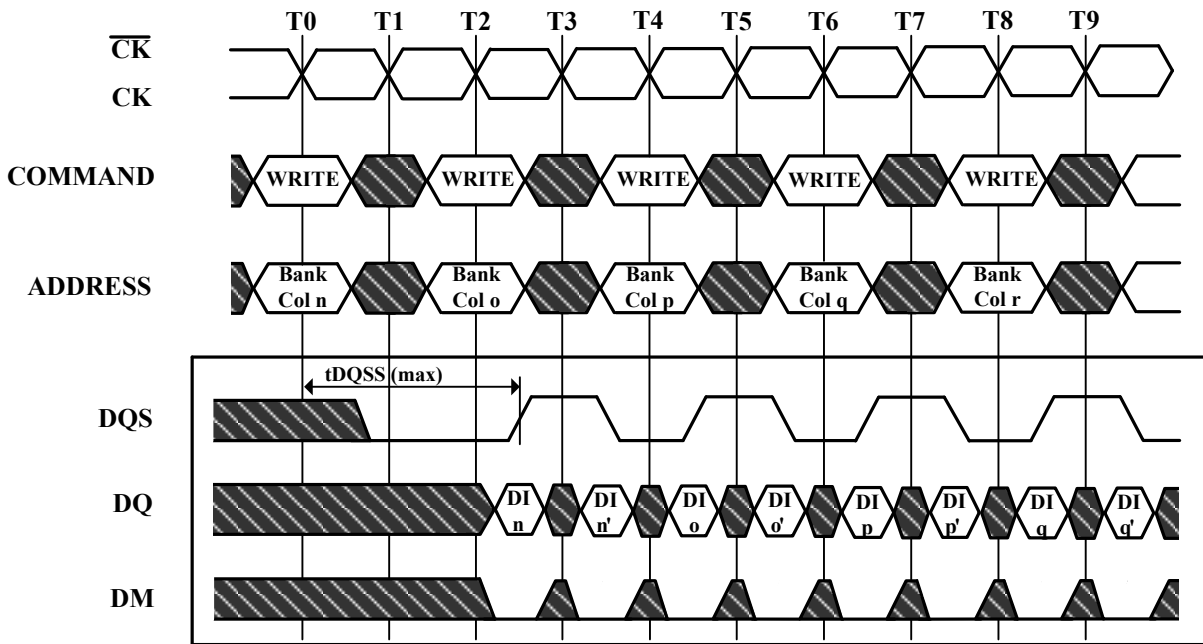 T0 T1 T2 T3 T4 T5 T6 T7 T8 T9
CK
CK
COMMAND WRITE WRITE WRITE WRITE WRITE
ADDRESS Bank Bank Bank Bank Bank
Col n Col o Col p Col q Col r
tDQSS (max)
DQS
DQ DI DI DI DI DI DI DI DI
n n' o o' p p' q q'
DM